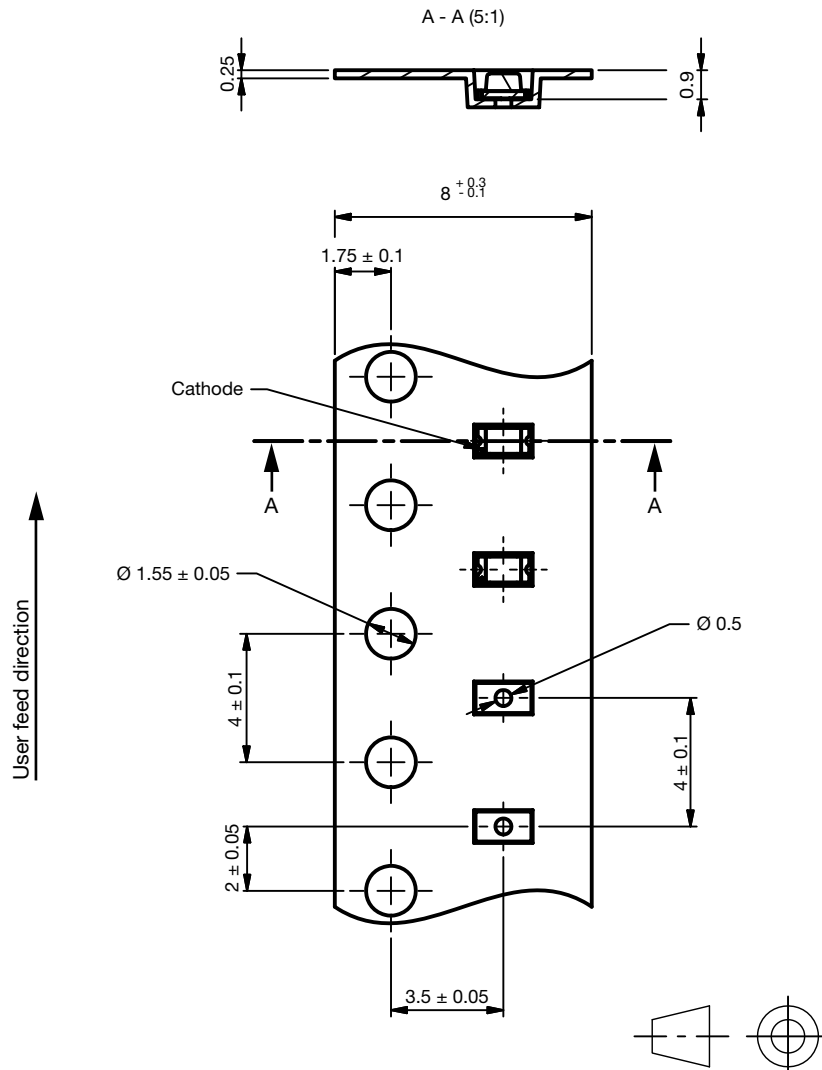 A - A (5:1)
0.25
0.9
8 + 0.3 - 0.1
1.75 ± 0.1
Cathode
A
A
Ø 1.55 ± 0.05
User feed direction
Ø 0.5
4 ± 0.1
4 ± 0.1
2 ± 0.05
3.5 ± 0.05